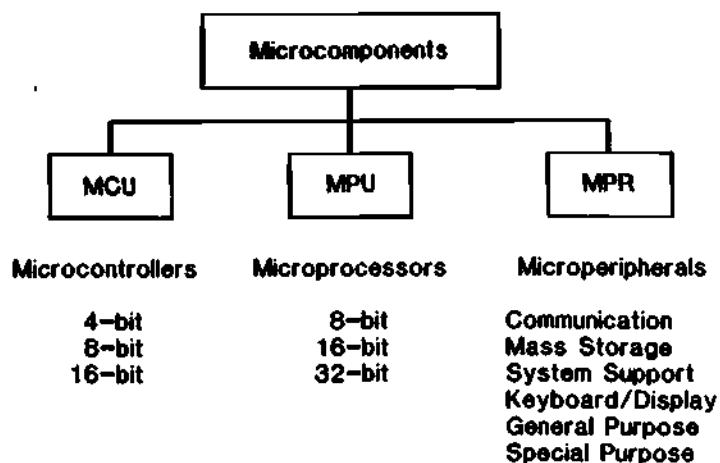 Microcomponents
MCU MPU MPR
Microcontrollers Microprocessors Microperipherals
4-bit 8-bit Communication
8-bit 16-bit Mass Storage
16-bit 32-bit System Support
Keyboard/Display
General Purpose
Special Purpose